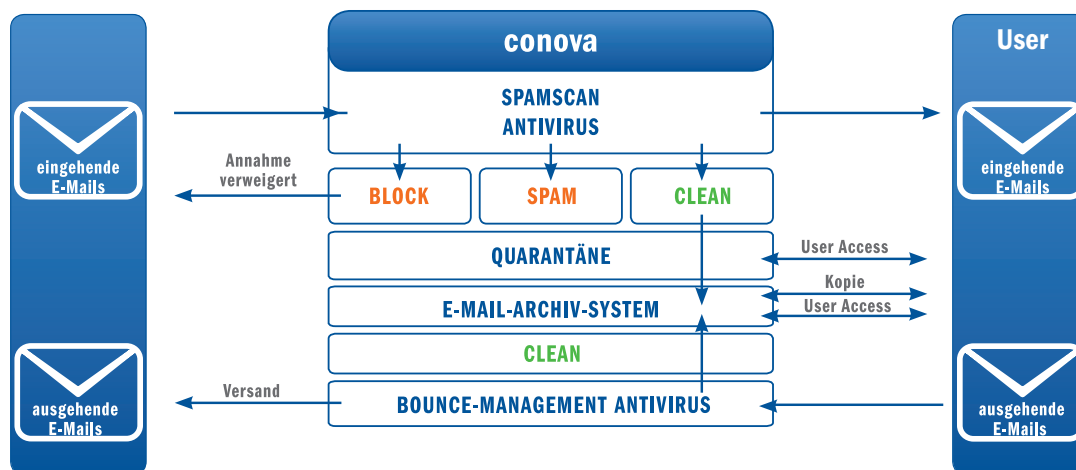 conova
User
SPAMSCAN
ANTIVIRUS
eingehende
E-Mails
Annahme
verweigert
BLOCK
SPAM
CLEAN
eingehende
E-Mails
QUARANTÄNE
User Access
Kopie
E-MAIL-ARCHIV-SYSTEM
User Access
CLEAN
ausgehende
E-Mails
Versand
BOUNCE-MANAGEMENT ANTIVIRUS
ausgehende
E-Mails